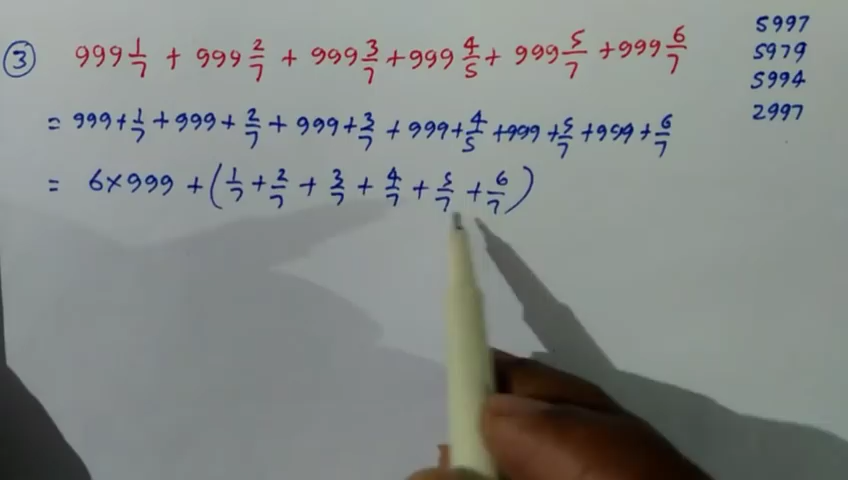 ③ 999 1/7 + 999 2/7 + 999 3/7 + 999 4/5 + 999 5/7 + 999 6/7
= 999 + 1/7 + 999 + 2/7 + 999 + 3/7 + 999 + 4/5 + 999 + 5/7 + 999 + 6/7
= 6 × 999 + ( 1/7 + 2/7 + 3/7 + 4/7 + 5/7 + 6/7 )
5997
5979
5994
2997